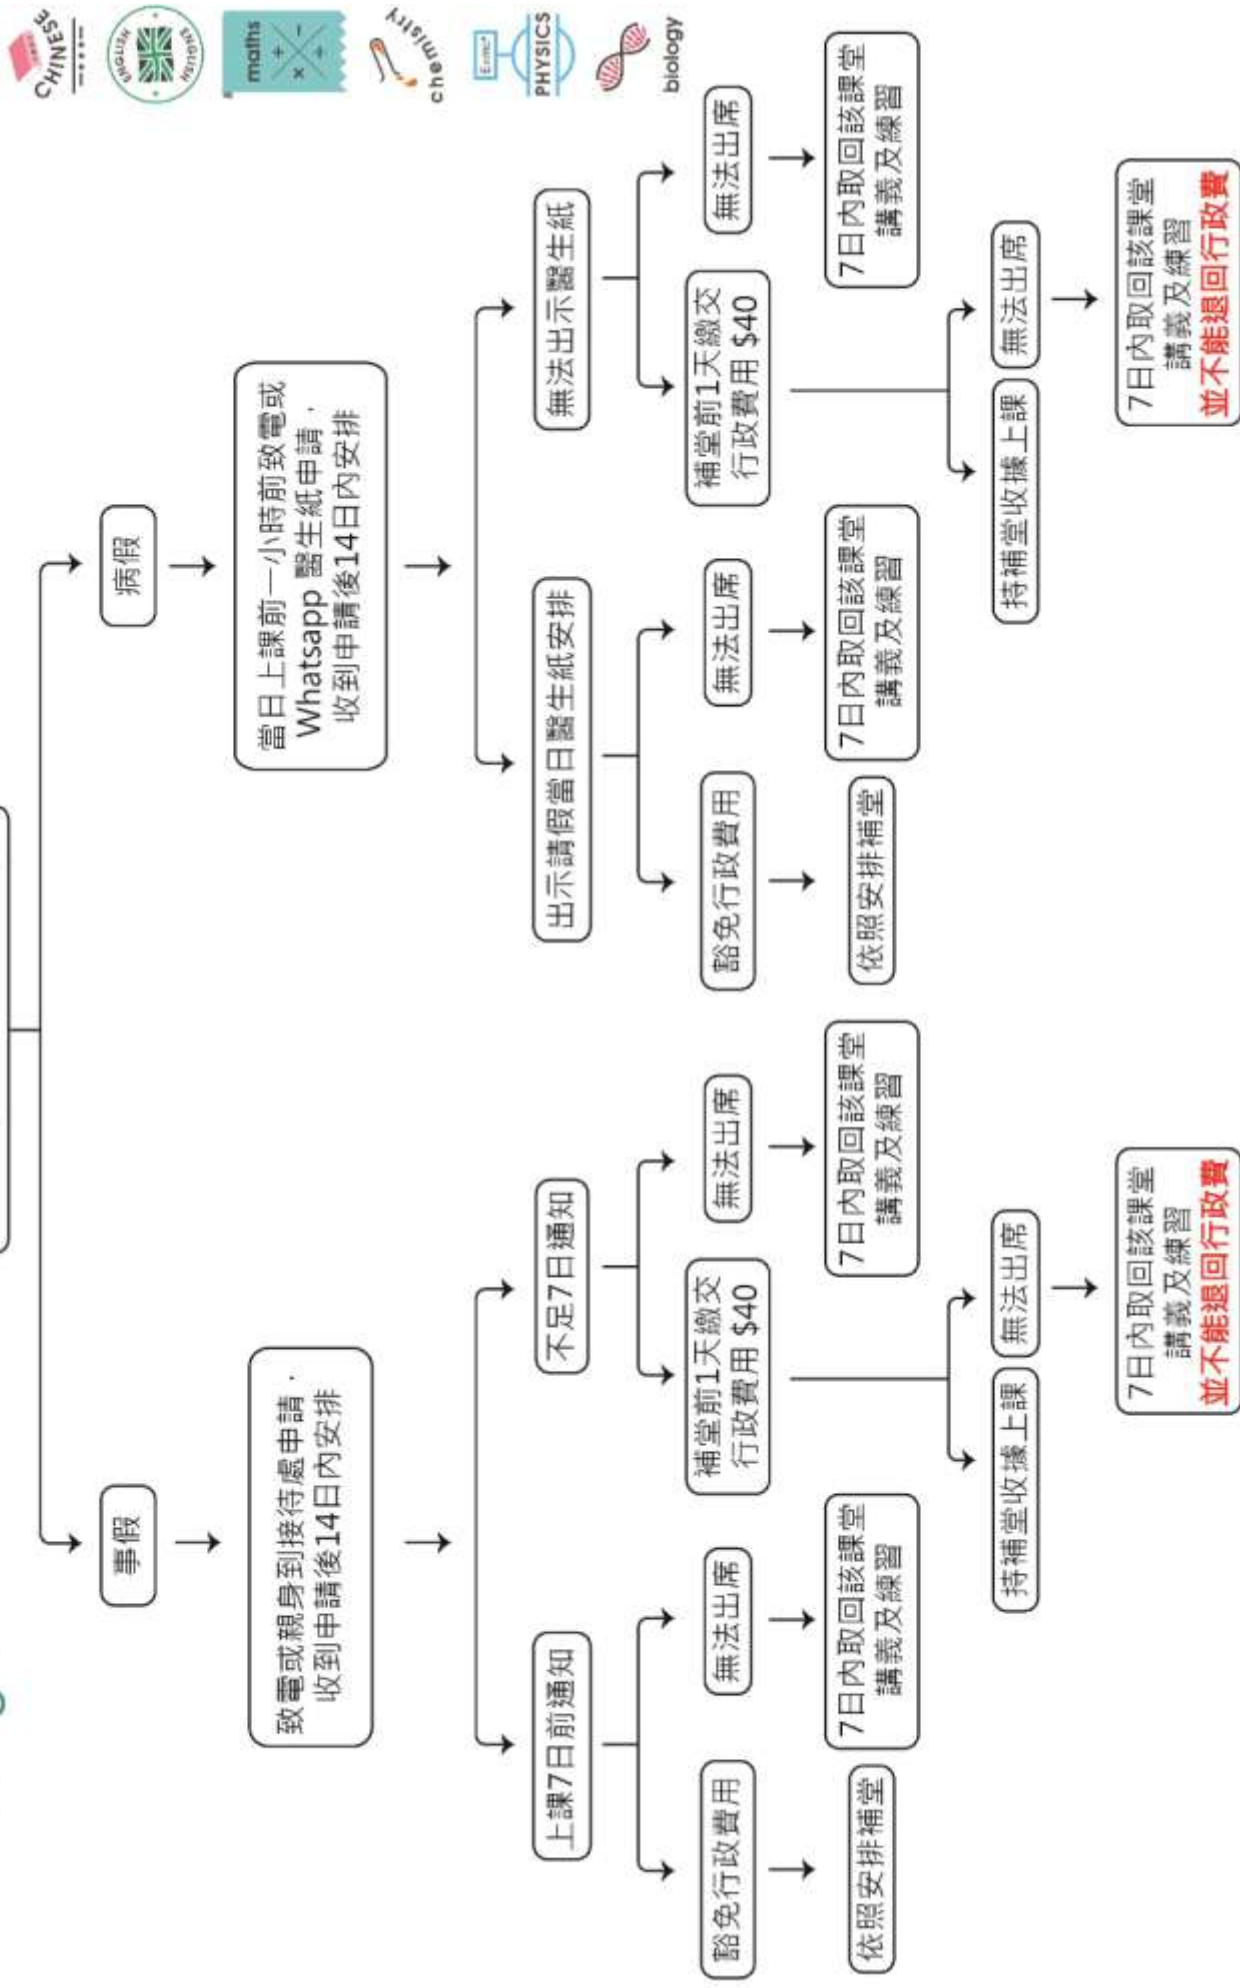 CHINESE
ENGLISH
ENGLISH
maths
chemistry
E=mc²
PHYSICS
biology
事假
病假
致電或親身到接待處申請，
收到申請後14日內安排
當日上課前一小時前致電或
Whatsapp 醫生紙申請，
收到申請後14日內安排
上課7日前通知
不足7日通知
出示請假當日醫生紙安排
無法出示醫生紙
豁免行政費用
無法出席
補堂前1天繳交
行政費用 $40
無法出席
豁免行政費用
無法出席
補堂前1天繳交
行政費用 $40
無法出席
依照安排補堂
7日內取回該課堂
講義及練習
7日內取回該課堂
講義及練習
依照安排補堂
7日內取回該課堂
講義及練習
7日內取回該課堂
講義及練習
持補堂收據上課
無法出席
持補堂收據上課
無法出席
7日內取回該課堂
講義及練習
並不能退回行政費
7日內取回該課堂
講義及練習
並不能退回行政費